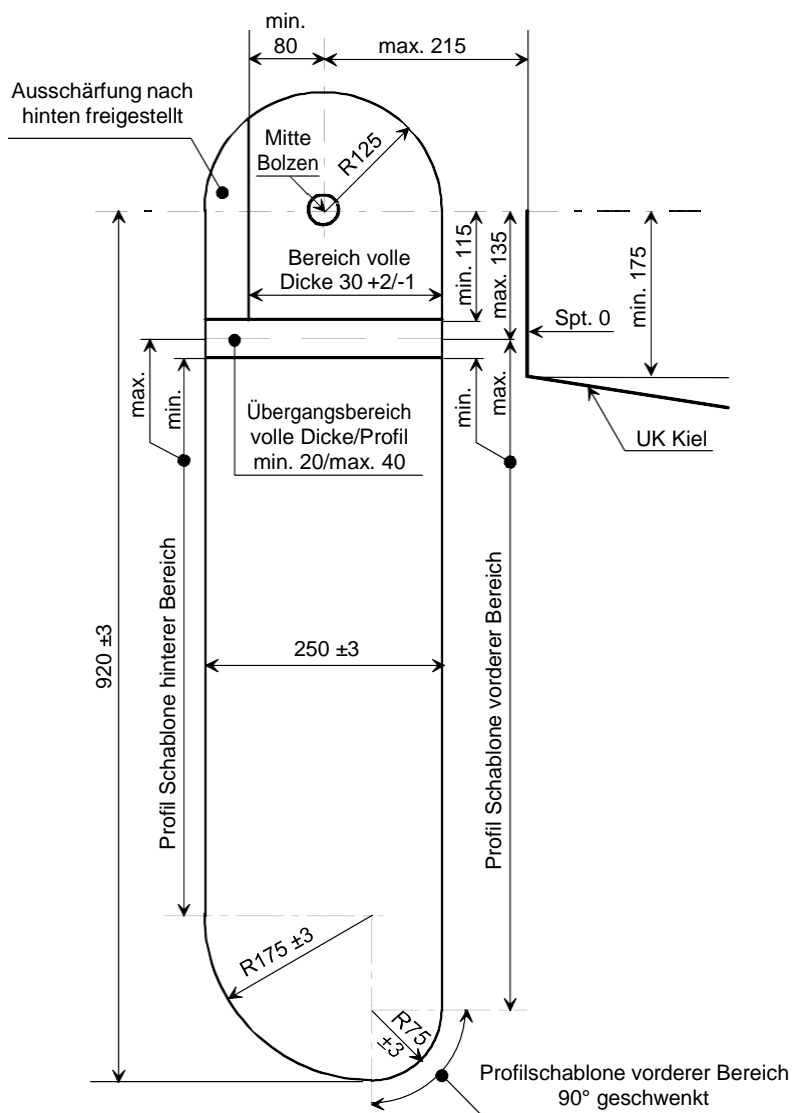 min.
80
max. 215
Ausschärfung nach
hinten freigestellt
Mitte
Bolzen
R125
Bereich volle
Dicke 30 +2/-1
min. 115
max. 135
min. 175
Spt. 0
max.
min.
Übergangsbereich
volle Dicke/Profil
min. 20/max. 40
min.
max.
UK Kiel
920 ±3
Profil Schablone hinterer Bereich
250 ±3
Profil Schablone vorderer Bereich
R175 ±3
R75
±3
Profilschablone vorderer Bereich
90° geschwenkt